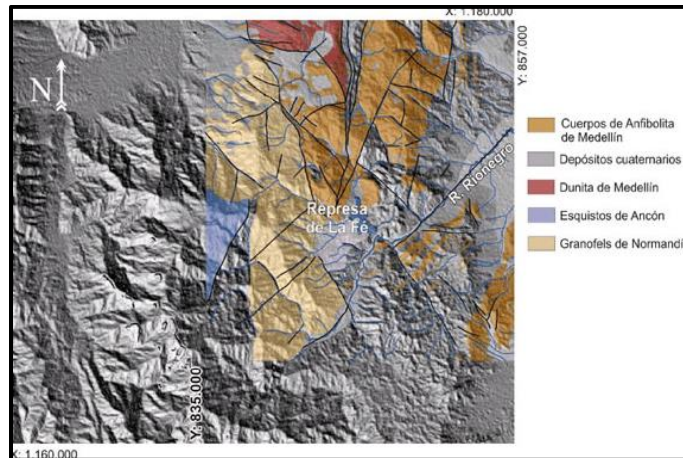 X: 1.180.000
Y: 857.000
N
Cuerpos de Anfibolita
de Medellín
Depósitos cuaternarios
Dunita de Medellín
Esquistos de Ancón
Granofels de Normandí
R. Rionegro
Represa
de La Fé
Y: 835.000
X: 1.160.000